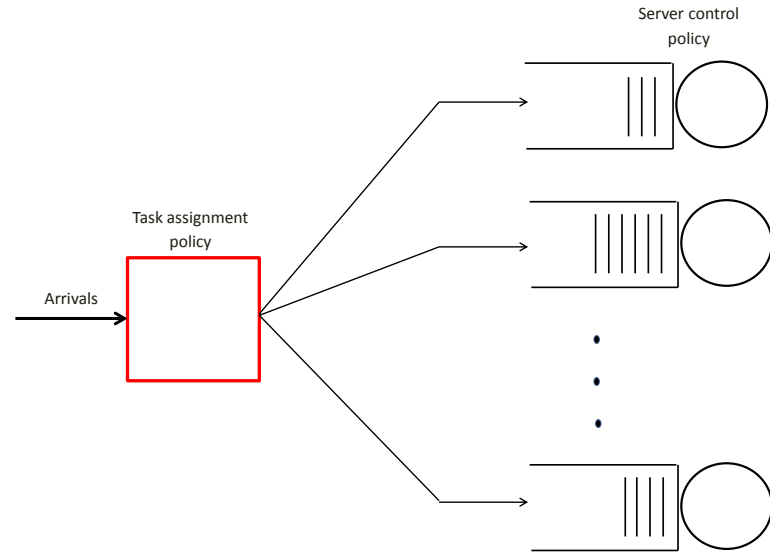 Server control
policy
Task assignment
policy
Arrivals